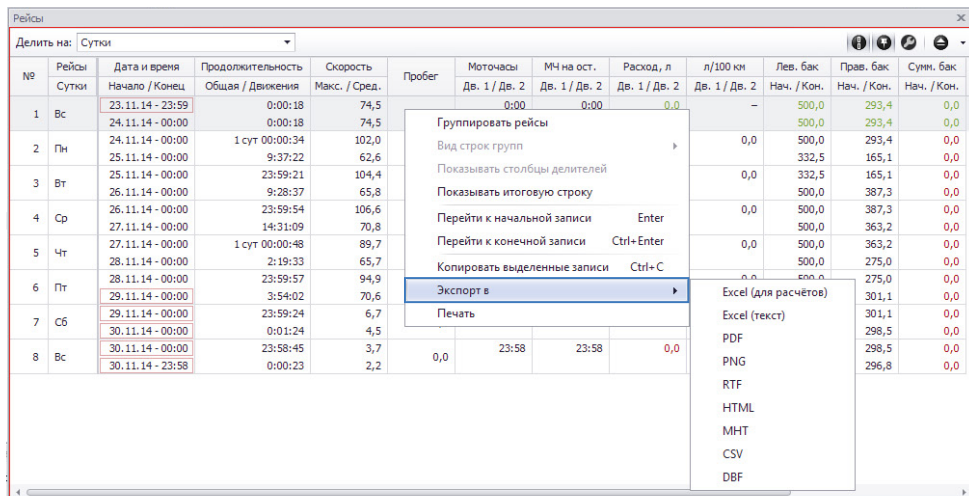 Рейсы
Делить на: Сутки
№ Рейсы Дата и время Продолжительность Скорость Пробег Моточасы МЧ на ост. Расход, л л/100 км Лев. бак Прав. бак Сумм. бак
Сутки Начало / Конец Общая / Движения Макс. / Сред. Дв. 1 / Дв. 2 Дв. 1 / Дв. 2 Дв. 1 / Дв. 2 Дв. 1 / Дв. 2 Нач. / Кон. Нач. / Кон. Нач. / Кон.
1 Вс 23.11.14 - 23:59 0:00:18 74,5 0:00 0:00 0,0 – 500,0 293,4 0,0
24.11.14 - 00:00 0:00:18 74,5 500,0 293,4 0,0
2 Пн 24.11.14 - 00:00 1 сут 00:00:34 102,0 0,0 500,0 293,4 0,0
25.11.14 - 00:00 9:37:22 62,6 332,5 165,1 0,0
3 Вт 25.11.14 - 00:00 23:59:21 104,4 0,0 332,5 165,1 0,0
26.11.14 - 00:00 9:28:37 65,8 500,0 387,3 0,0
4 Ср 26.11.14 - 00:00 23:59:54 106,6 0,0 500,0 387,3 0,0
27.11.14 - 00:00 14:31:09 70,8 500,0 363,2 0,0
5 Чт 27.11.14 - 00:00 1 сут 00:00:48 89,7 0,0 500,0 363,2 0,0
28.11.14 - 00:00 2:19:33 65,7 500,0 275,0 0,0
6 Пт 28.11.14 - 00:00 23:59:57 94,9 0,0 500,0 275,0 0,0
29.11.14 - 00:00 3:54:02 70,6 301,1 0,0
7 Сб 29.11.14 - 00:00 23:59:24 6,7 301,1 0,0
30.11.14 - 00:00 0:01:24 4,5 298,5 0,0
8 Вс 30.11.14 - 00:00 23:58:45 3,7 0,0 23:58 23:58 0,0 298,5 0,0
30.11.14 - 23:58 0:00:23 2,2 296,8 0,0
Группировать рейсы
Вид строк групп
Показывать столбцы делителей
Показывать итоговую строку
Перейти к начальной записи Enter
Перейти к конечной записи Ctrl+Enter
Копировать выделенные записи Ctrl+C
Экспорт в
Печать
Excel (для расчётов)
Excel (текст)
PDF
PNG
RTF
HTML
MHT
CSV
DBF